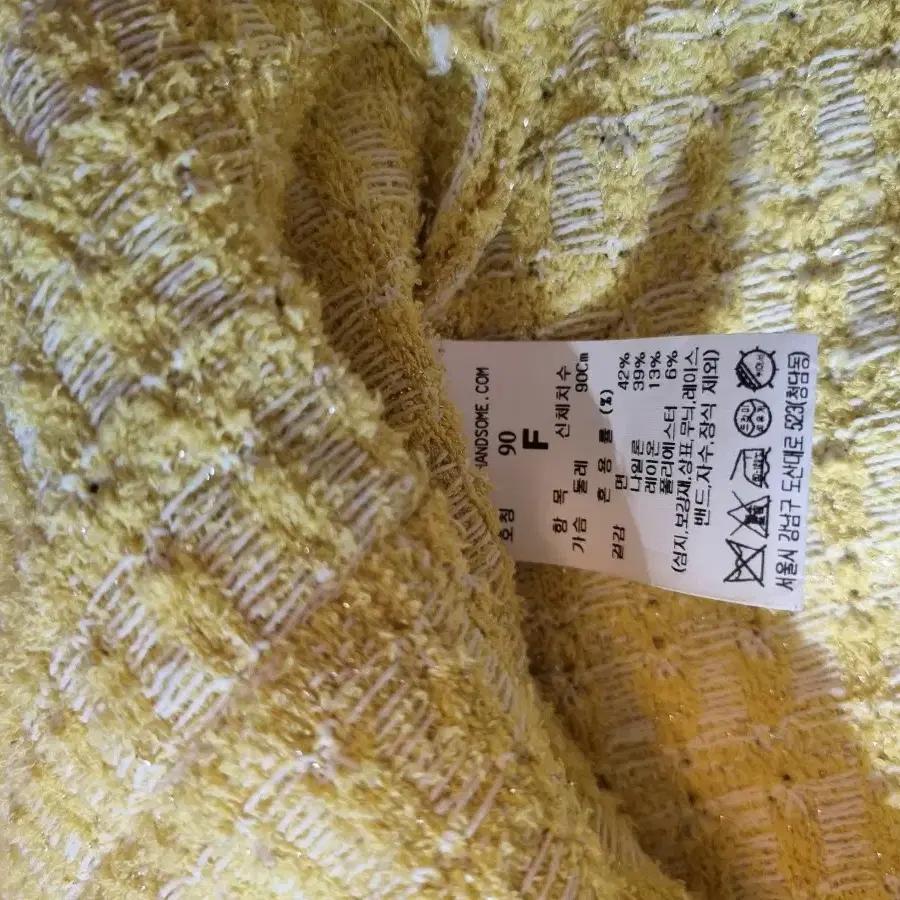 HANDSOME.COM
호칭 90
F
항 목 신체치수
가슴 둘레 90Cm
겉감 혼 용 률 (%)
면 42%
나일론 39%
레이온 13%
폴리에스터 6%
(심지,보강재,상표,무늬,레이스
밴드,자수,장식 제외)
서울시 강남구 도산대로 523(청담동)